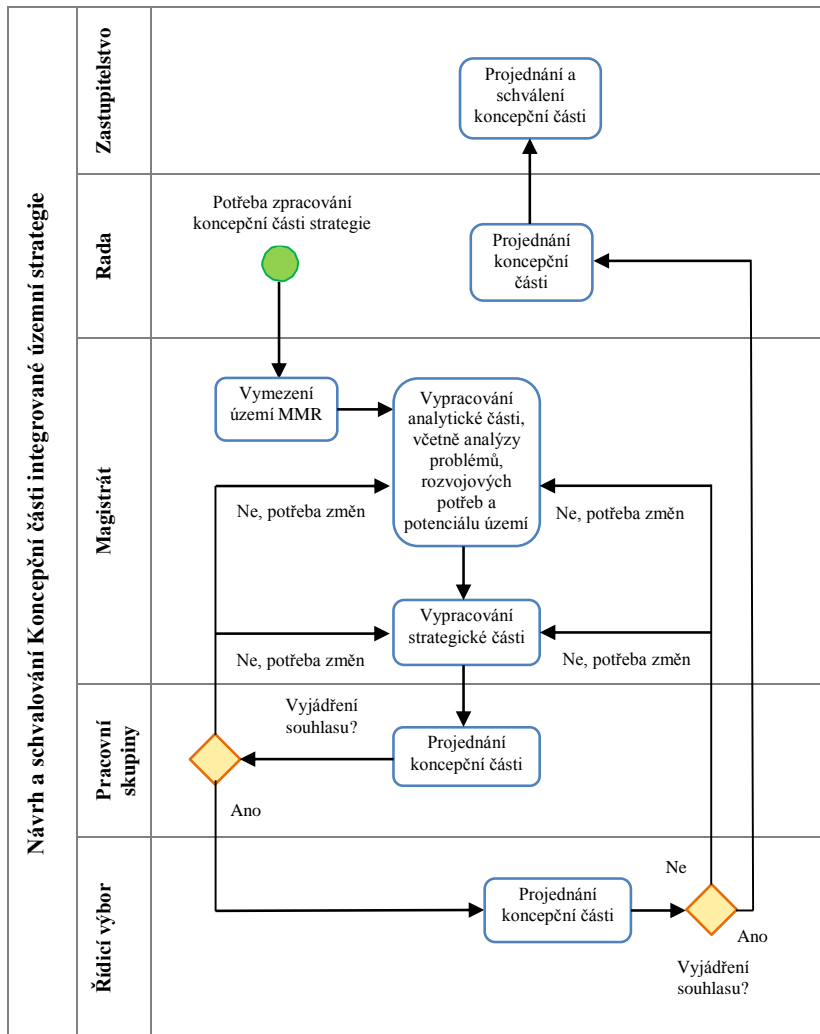 Návrh a schvalování Koncepční části integrované územní strategie
Zastupitelstvo
Projednání a
schválení
koncepční části
Rada
Potřeba zpracování
koncepční části strategie
Projednání
koncepční
části
Magistrát
Vymezení
území MMR
Vypracování
analytické části,
včetně analýzy
problémů,
rozvojových
potřeb a
potenciálu území
Ne, potřeba změn
Ne, potřeba změn
Vypracování
strategické části
Ne, potřeba změn
Ne, potřeba změn
Pracovní
skupiny
Vyjádření
souhlasu?
Projednání
koncepční části
Ano
Řídicí výbor
Projednání
koncepční části
Ne
Ano
Vyjádření
souhlasu?